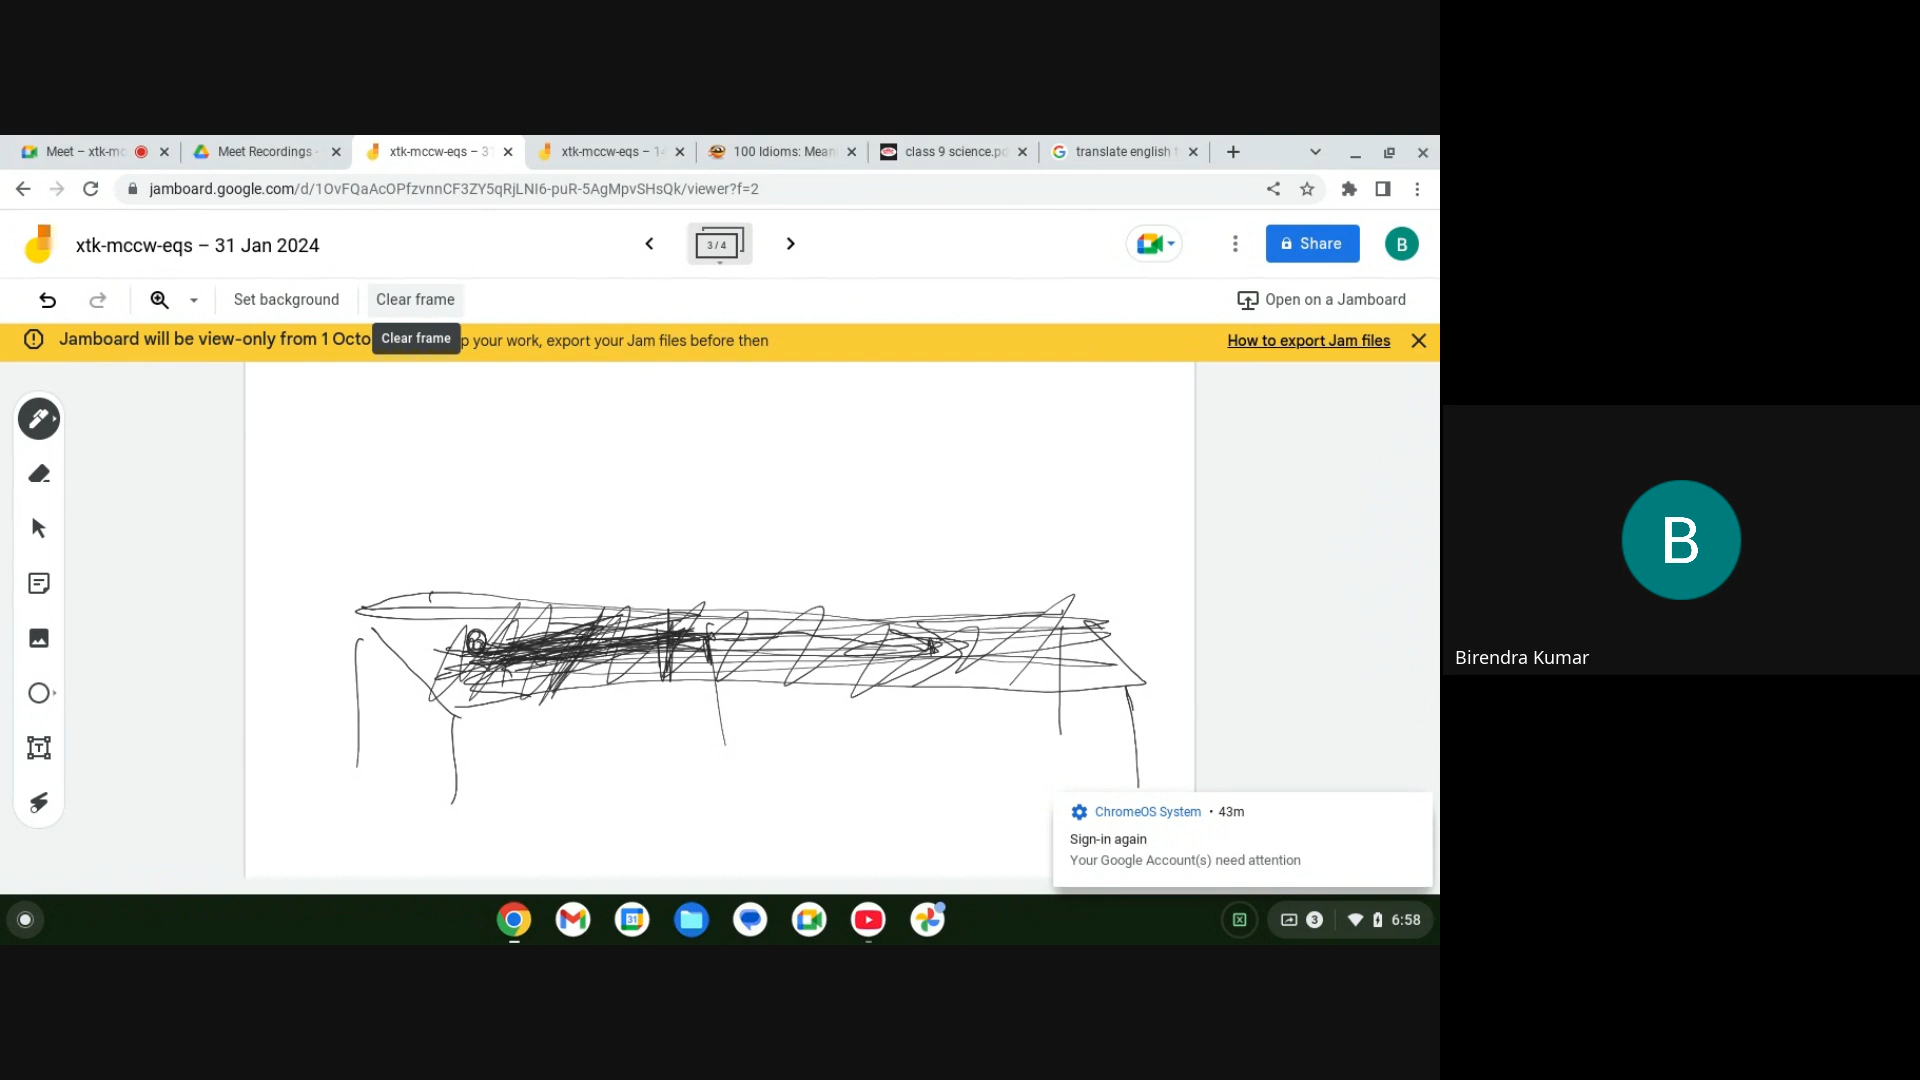 Meet – xtk-mc
Meet Recordings -
xtk-mccw-eqs – 31
xtk-mccw-eqs – 14
100 Idioms: Mean
class 9 science.pd
translate english t
jamboard.google.com/d/1OvFQaAcOPfzvnnCF3ZY5qRjLNI6-puR-5AgMpvSHsQk/viewer?f=2
xtk-mccw-eqs – 31 Jan 2024
3 / 4
Share
B
Set background
Clear frame
Open on a Jamboard
Jamboard will be view-only from 1 Octo
Clear frame
p your work, export your Jam files before then
How to export Jam files
ChromeOS System • 43m
Sign-in again
Your Google Account(s) need attention
31
3
6:58
B
Birendra Kumar